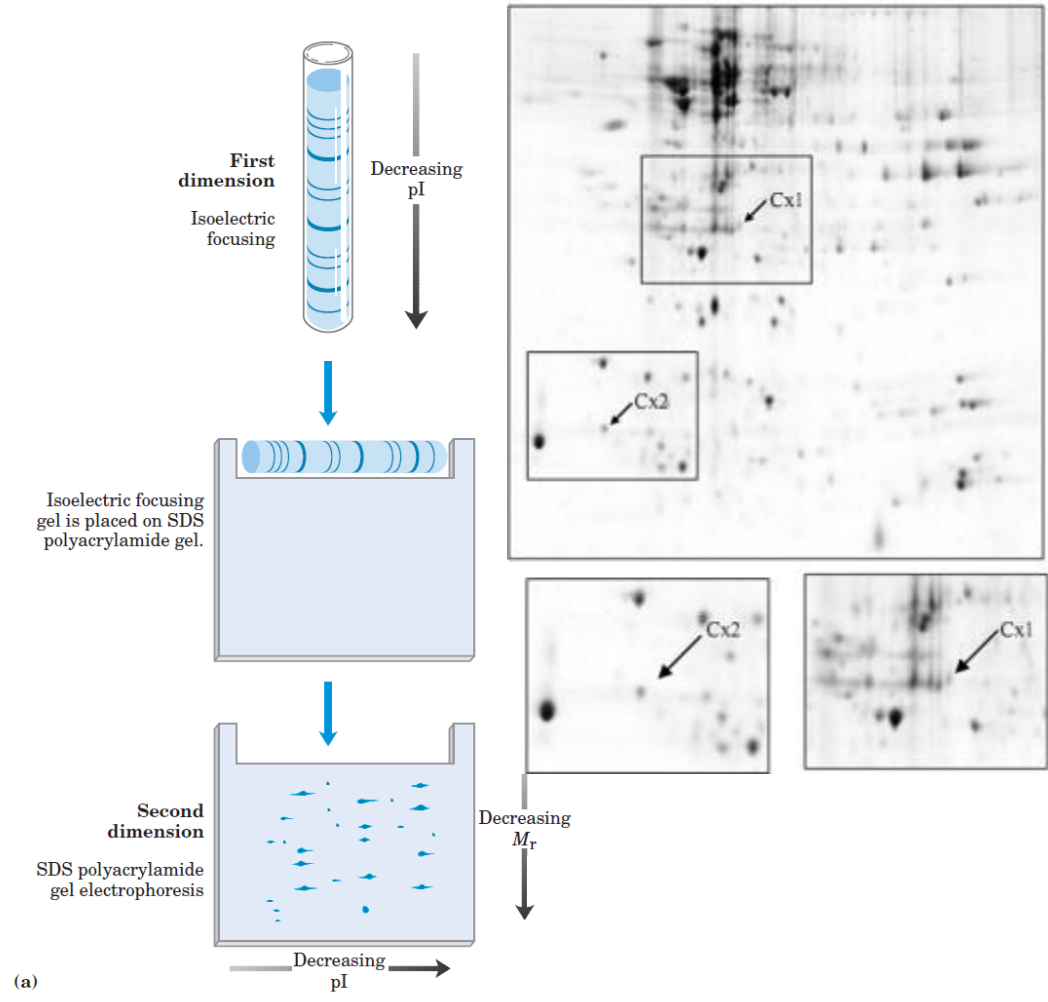 First
dimension
Isoelectric
focusing
Decreasing
pI
Cx1
Cx2
Isoelectric focusing
gel is placed on SDS
polyacrylamide gel.
Cx2
Cx1
Second
dimension
SDS polyacrylamide
gel electrophoresis
Decreasing
Mr
Decreasing
pI
(a)